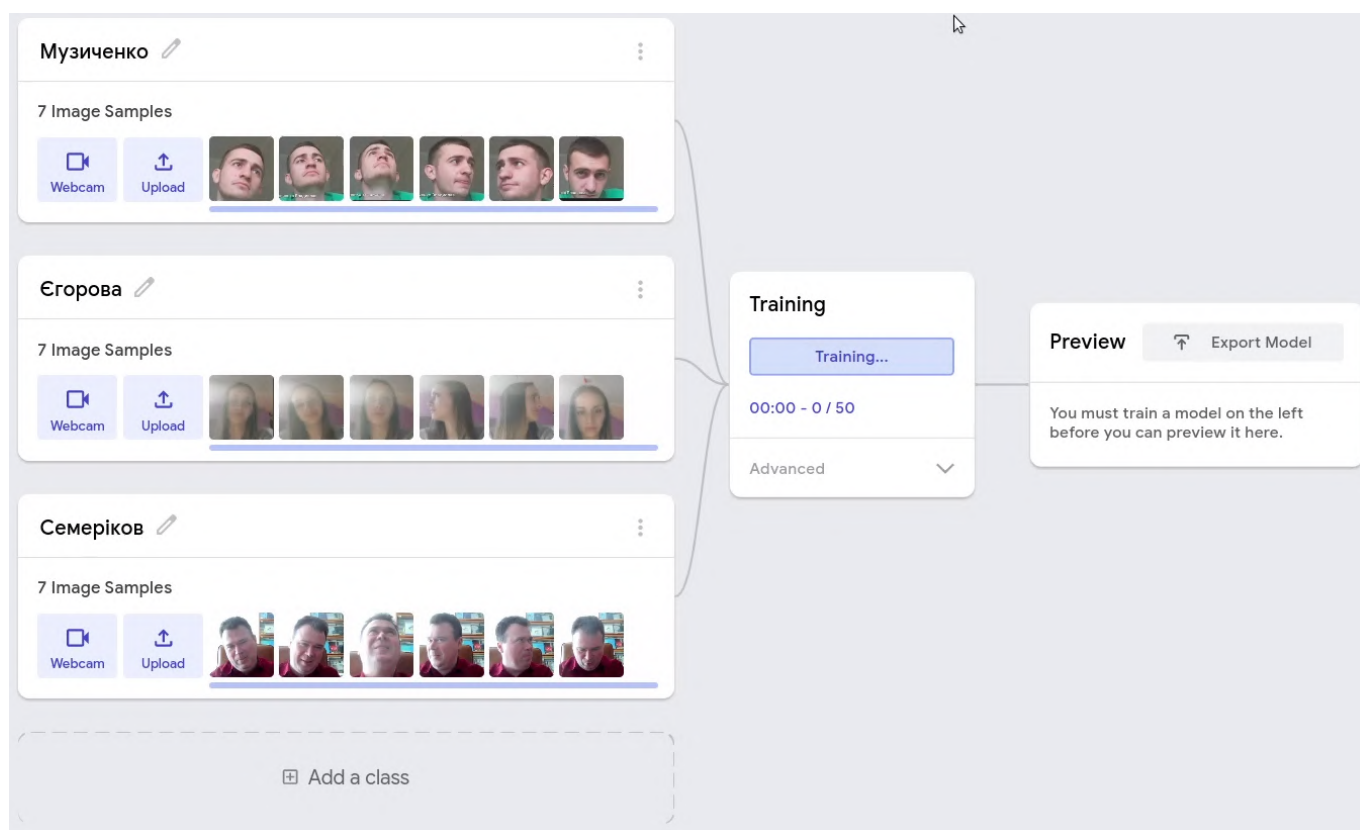 Музиченко
7 Image Samples
Webcam
Upload
Єгорова
7 Image Samples
Webcam
Upload
Семеріков
7 Image Samples
Webcam
Upload
Add a class
Training
Training...
00:00 - 0 / 50
Advanced
Preview
Export Model
You must train a model on the left
before you can preview it here.